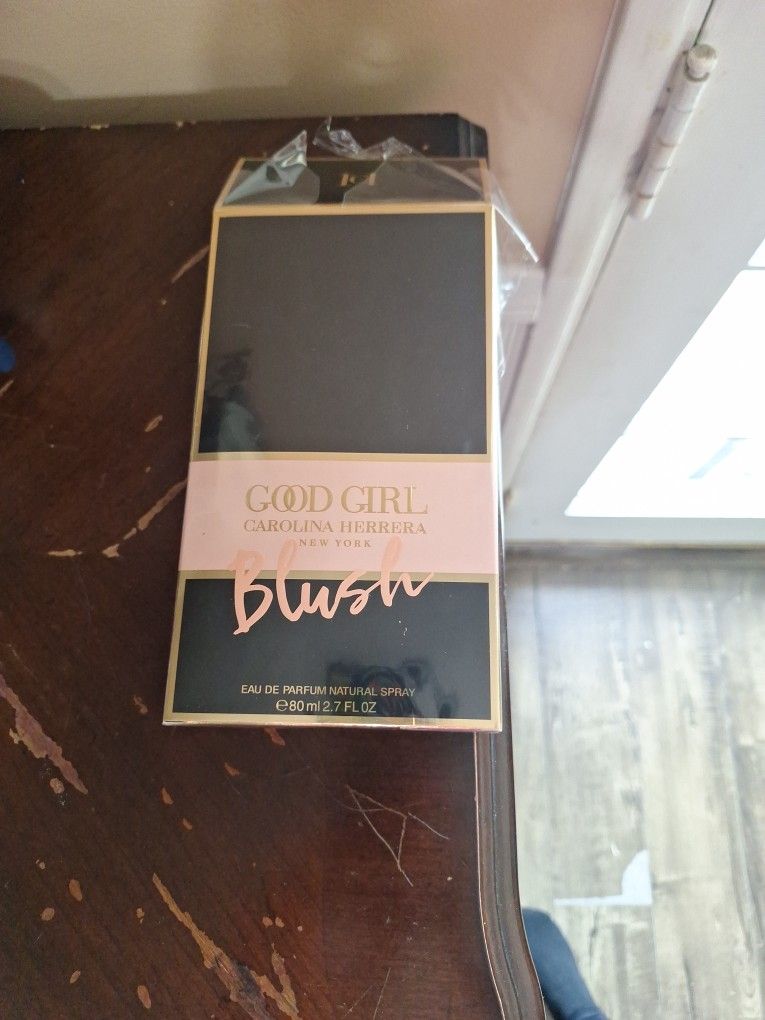 GOOD GIRL
CAROLINA HERRERA
NEW YORK
Blush
EAU DE PARFUM NATURAL SPRAY
℮80 ml 2.7 FL OZ